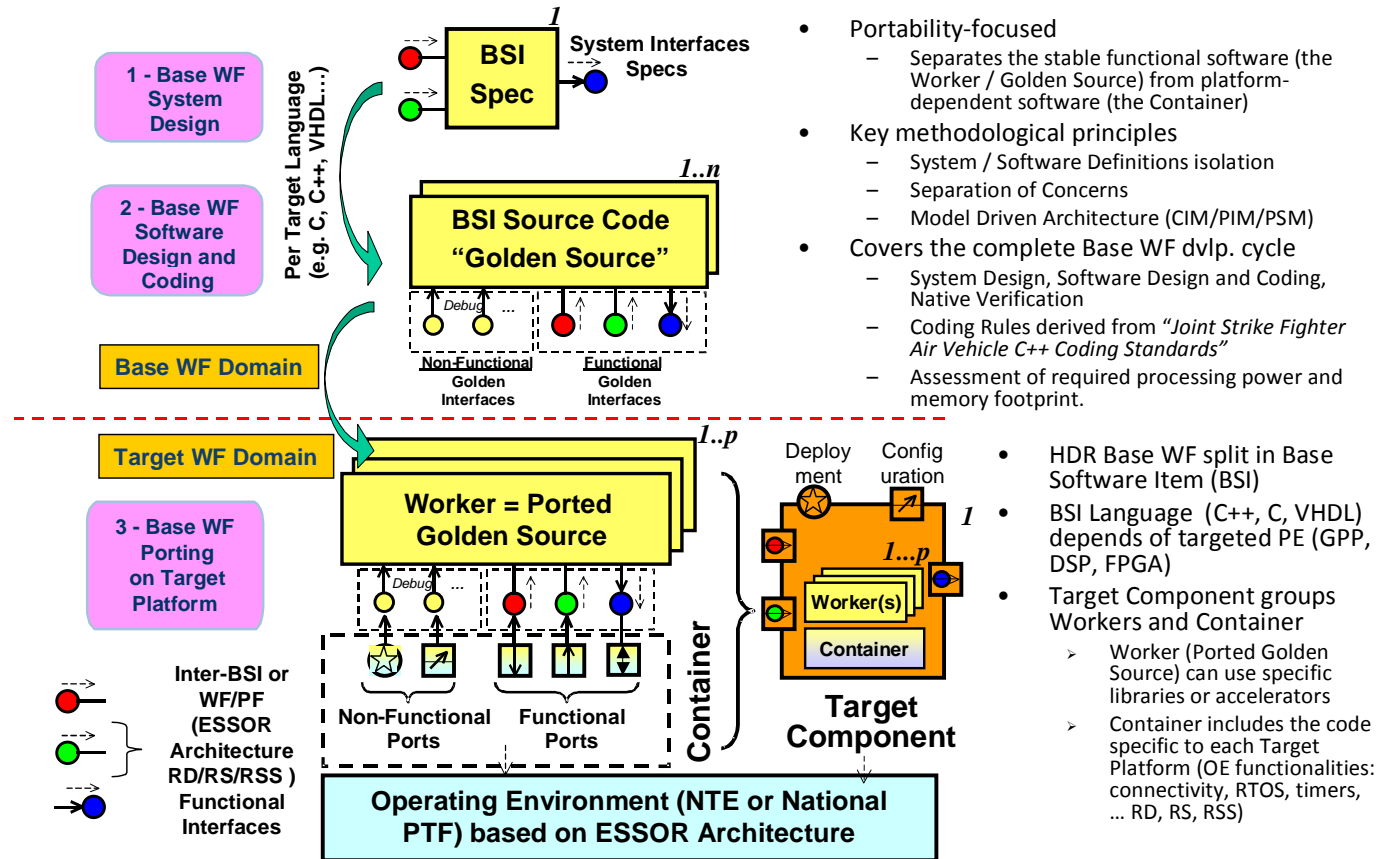 1
BSI
Spec
System Interfaces
Specs
1 - Base WF
System
Design
Per Target Language
(e.g. C, C++, VHDL…)
1..n
2 - Base WF
Software
Design and
Coding
BSI Source Code
“Golden Source”
Debug
...
Non-Functional
Golden
Interfaces
Functional
Golden
Interfaces
Base WF Domain
• Portability-focused
– Separates the stable functional software (the
Worker / Golden Source) from platform-
dependent software (the Container)
• Key methodological principles
– System / Software Definitions isolation
– Separation of Concerns
– Model Driven Architecture (CIM/PIM/PSM)
• Covers the complete Base WF dvlp. cycle
– System Design, Software Design and Coding,
Native Verification
– Coding Rules derived from “Joint Strike Fighter
Air Vehicle C++ Coding Standards”
– Assessment of required processing power and
memory footprint.
Target WF Domain
1..p
Worker = Ported
Golden Source
3 - Base WF
Porting
on Target
Platform
Debug
...
Non-Functional
Ports
Functional
Ports
Container
Deploy
ment
Config
uration
1
1...p
Worker(s)
Container
Target
Component
Inter-BSI or
WF/PF
(ESSOR
Architecture
RD/RS/RSS )
Functional
Interfaces
Operating Environment (NTE or National
PTF) based on ESSOR Architecture
• HDR Base WF split in Base
Software Item (BSI)
• BSI Language (C++, C, VHDL)
depends of targeted PE (GPP,
DSP, FPGA)
• Target Component groups
Workers and Container
➢ Worker (Ported Golden
Source) can use specific
libraries or accelerators
➢ Container includes the code
specific to each Target
Platform (OE functionalities:
connectivity, RTOS, timers,
… RD, RS, RSS)